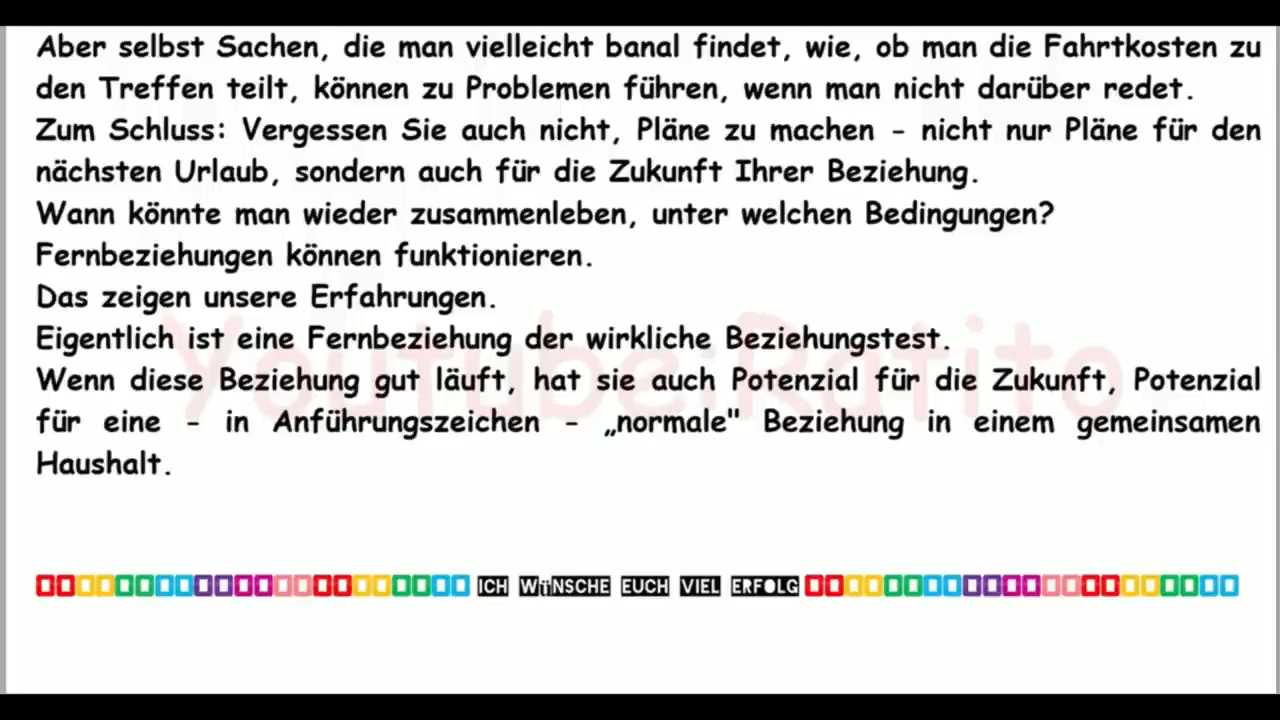 Aber selbst Sachen, die man vielleicht banal findet, wie, ob man die Fahrtkosten zu
den Treffen teilt, können zu Problemen führen, wenn man nicht darüber redet.
Zum Schluss: Vergessen Sie auch nicht, Pläne zu machen - nicht nur Pläne für den
nächsten Urlaub, sondern auch für die Zukunft Ihrer Beziehung.
Wann könnte man wieder zusammenleben, unter welchen Bedingungen?
Fernbeziehungen können funktionieren.
Das zeigen unsere Erfahrungen.
Eigentlich ist eine Fernbeziehung der wirkliche Beziehungstest.
Youtube:Ratito
Wenn diese Beziehung gut läuft, hat sie auch Potenzial für die Zukunft, Potenzial
für eine - in Anführungszeichen - „normale" Beziehung in einem gemeinsamen
Haushalt.
ICH WÜNSCHE EUCH VIEL ERFOLG